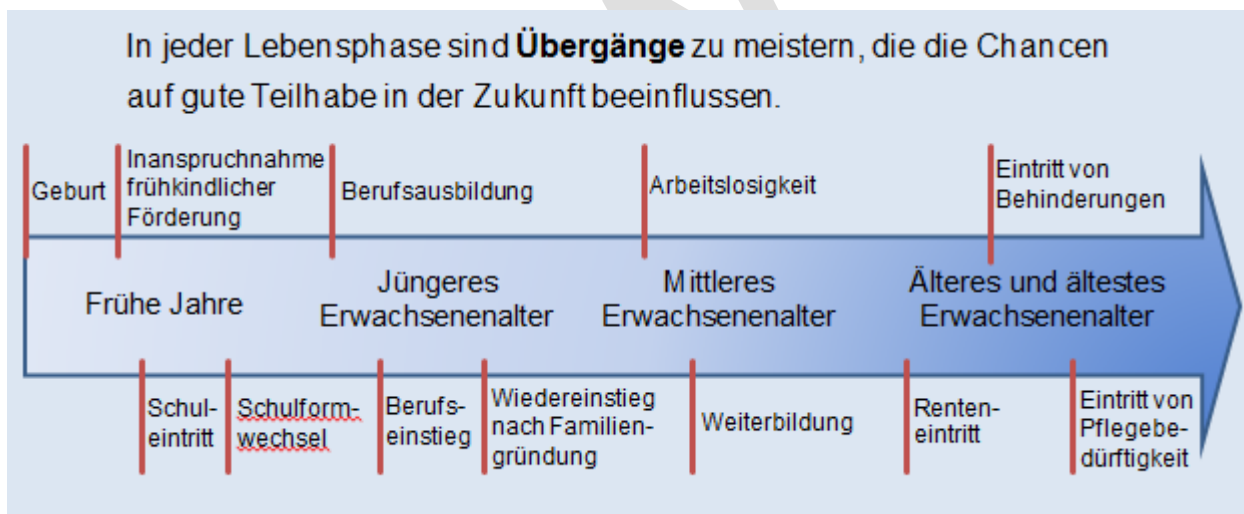 In jeder Lebensphase sind Übergänge zu meistern, die die Chancen
auf gute Teilhabe in der Zukunft beeinflussen.
Geburt
Inanspruchnahme
frühkindlicher
Förderung
Berufsausbildung
Arbeitslosigkeit
Eintritt von
Behinderungen
Frühe Jahre
Jüngeres
Erwachsenenalter
Mittleres
Erwachsenenalter
Älteres und ältestes
Erwachsenenalter
Schul-
eintritt
Schulform-
wechsel
Berufs-
einstieg
Wiedereinstieg
nach Familien-
gründung
Weiterbildung
Renten-
eintritt
Eintritt von
Pflegebe-
dürftigkeit